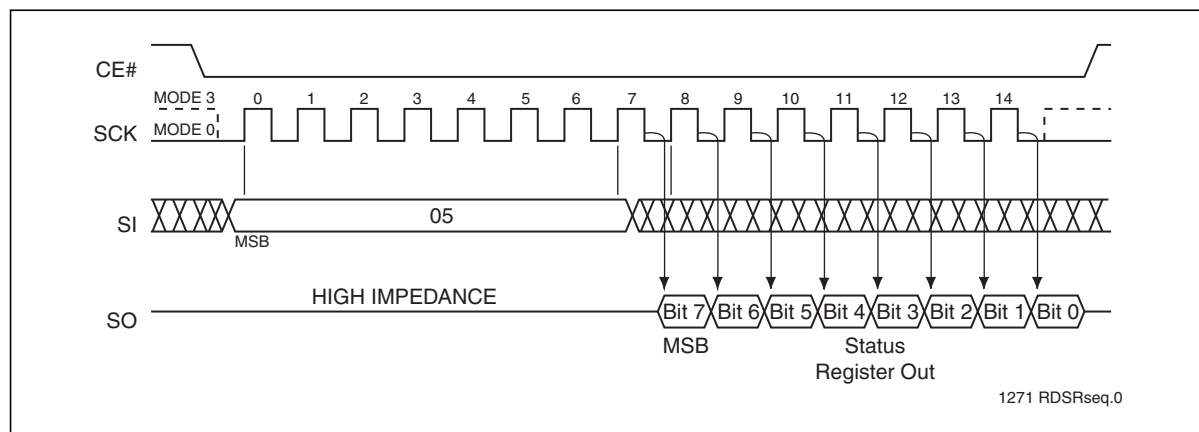 CE#
MODE 3 0 1 2 3 4 5 6 7 8 9 10 11 12 13 14
SCK MODE 0
SI 05
MSB
HIGH IMPEDANCE
SO Bit 7 Bit 6 Bit 5 Bit 4 Bit 3 Bit 2 Bit 1 Bit 0
MSB Status
Register Out
1271 RDSRseq.0